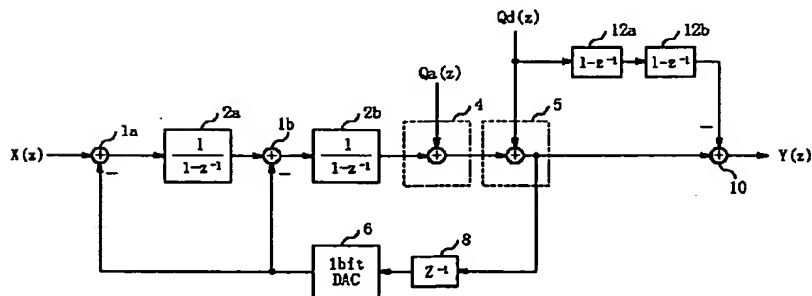 Qd(z)
12a
12b
1-z⁻¹
1-z⁻¹
Qa(z)
4
5
2a
1b
2b
1a
X(z)
1
1-z⁻¹
1
1-z⁻¹
−
−
−
Y(z)
10
6
8
1bit
DAC
Z⁻¹